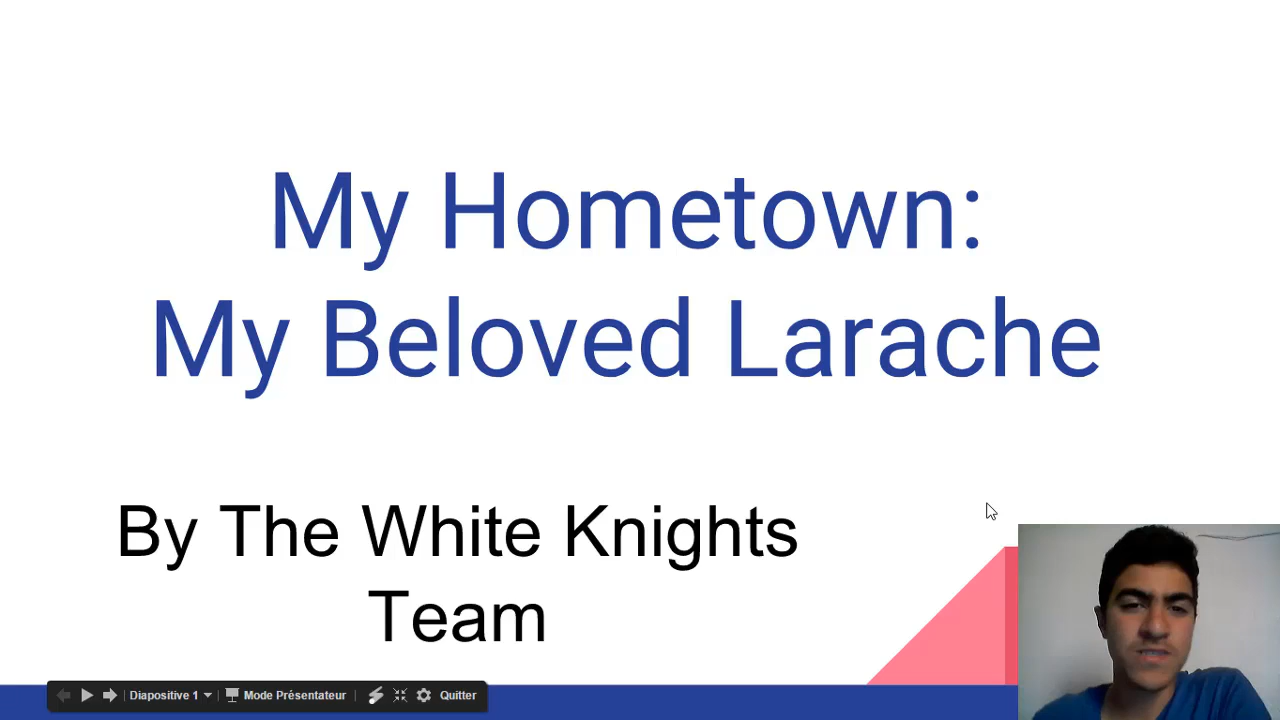 My Hometown:
My Beloved Larache
By The White Knights
Team
Diapositive 1 Mode Présentateur Quitter